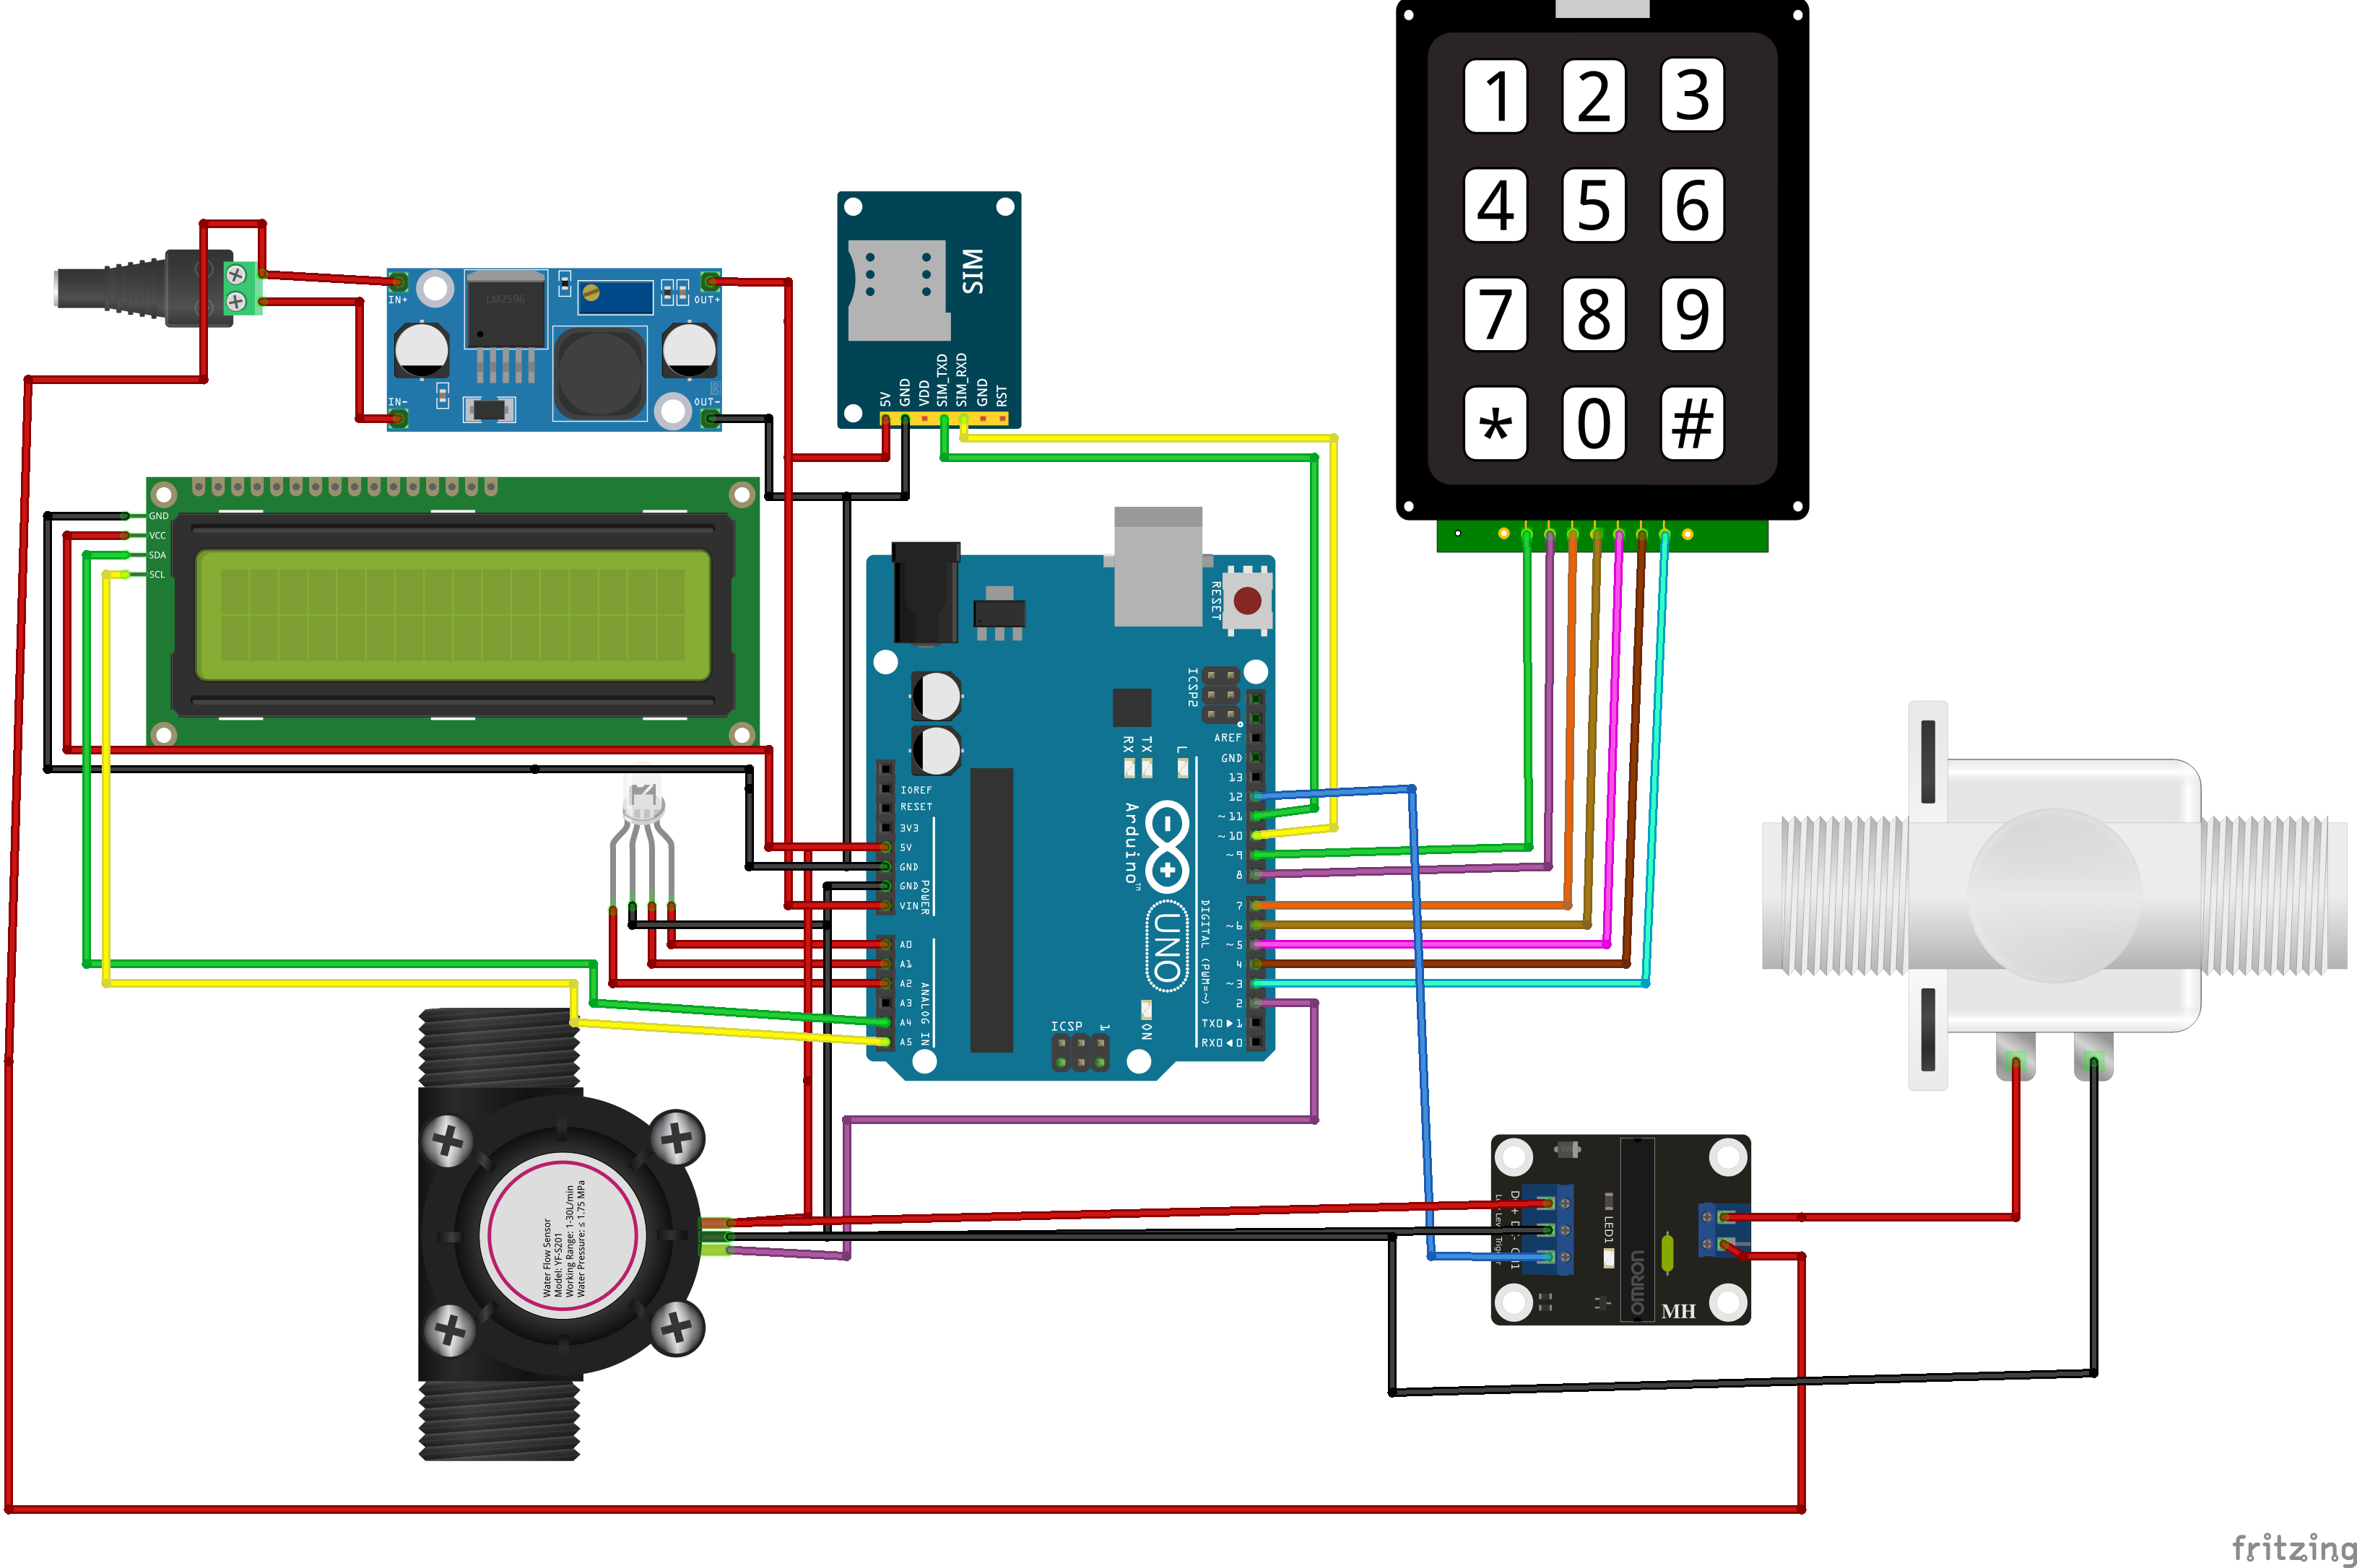 1 2 3
4 5 6
7 8 9
* 0 #
LM2596
IN+
OUT+
IN-
OUT-
SIM
5V
GND
VDD
SIM_TXD
SIM_RXD
GND
RST
GND
VCC
SDA
SCL
RESET
ICSP2
AREF
GND
13
12
~11
~10
~9
8
7
~6
~5
4
~3
2
TX0▶1
RX0◀0
RX
TX
L
Arduino™
UNO
DIGITAL (PWM=~)
IOREF
RESET
3V3
5V
GND
GND
VIN
POWER
A0
A1
A2
A3
A4
A5
ANALOG IN
ICSP
1
ON
Water Flow Sensor
Model: YF-S201
Working Range: 1-30L/min
Water Pressure: ≤ 1.75 MPa
LED1
OMRON
MH
fritzing